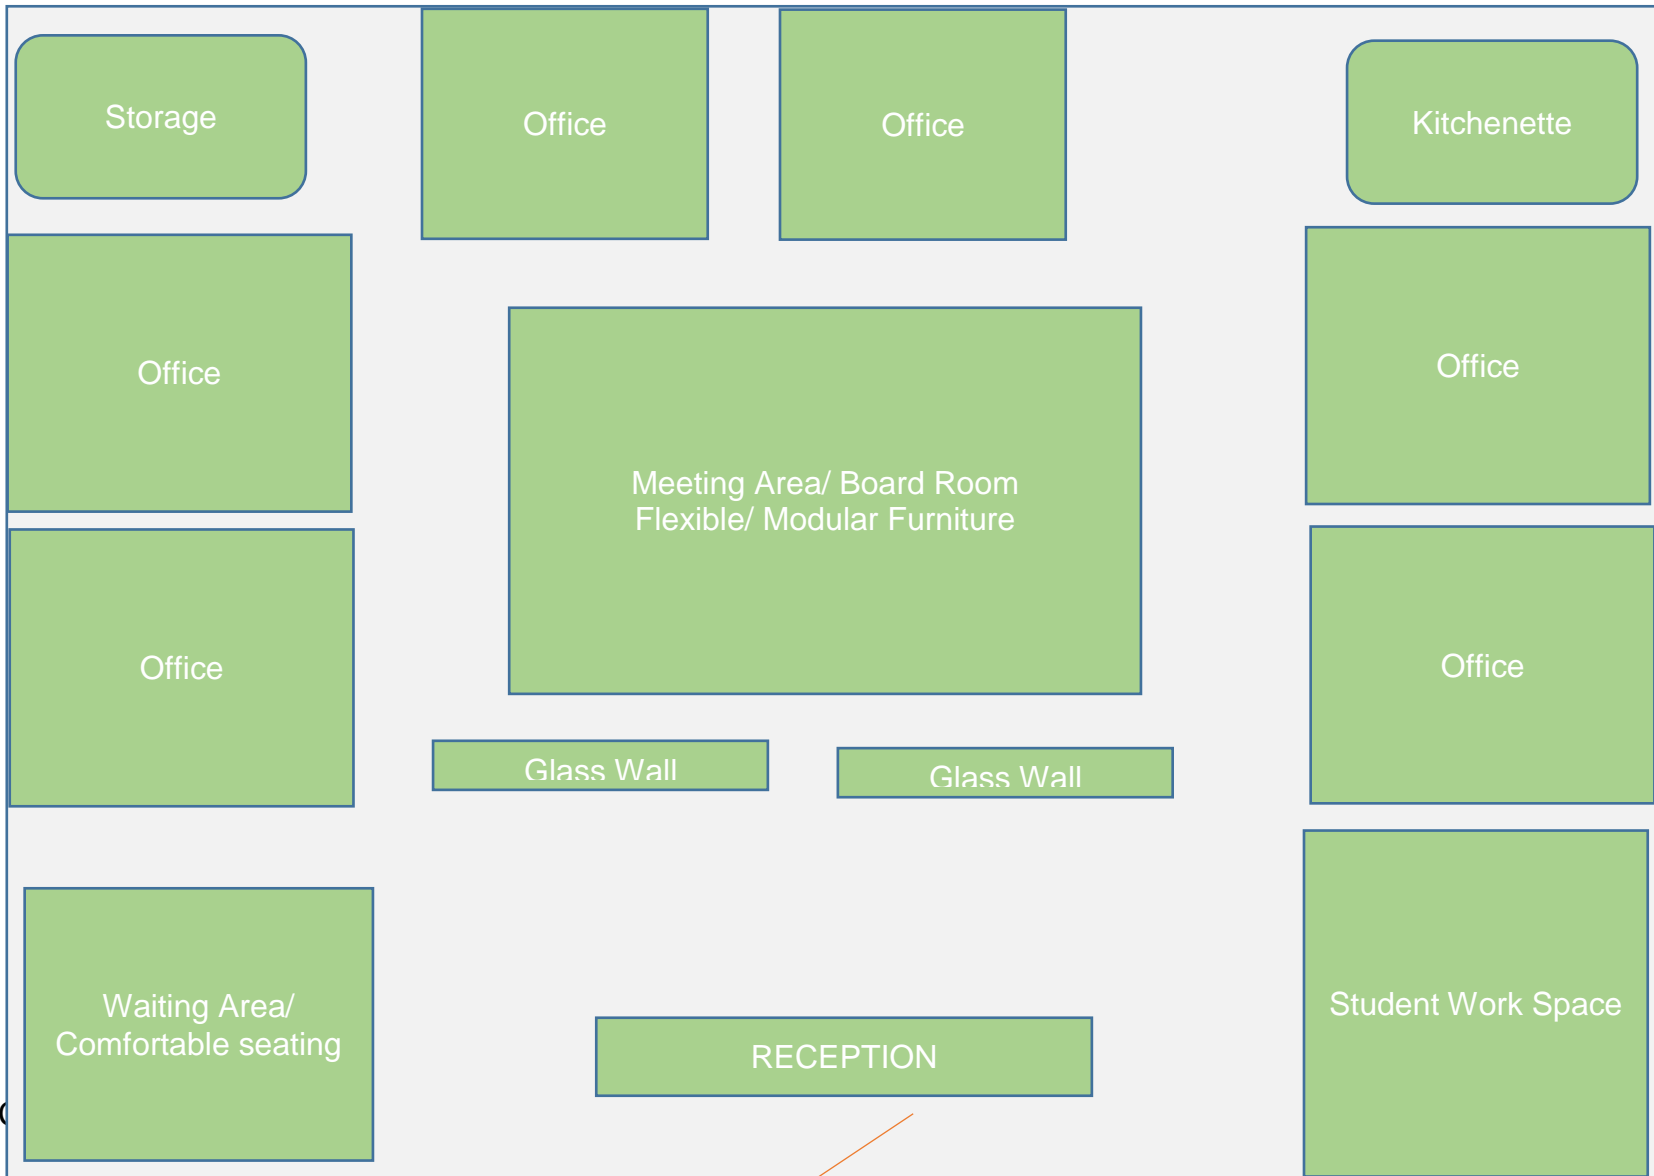 Storage
Office
Office
Kitchenette
Office
Office
Meeting Area/ Board Room
Flexible/ Modular Furniture
Office
Office
Glass Wall
Glass Wall
Waiting Area/
Comfortable seating
Student Work Space
RECEPTION